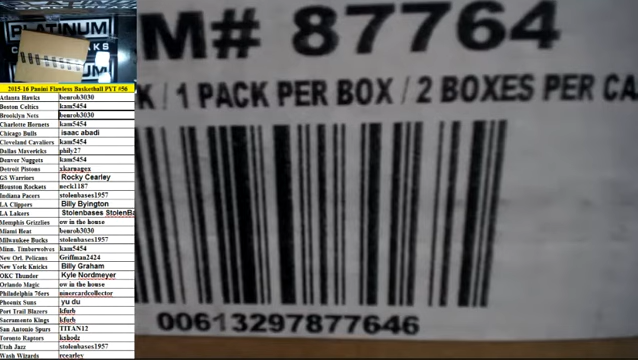 PLATINUM
2015-16 Panini Flawless Basketball PYT #56
Atlanta Hawks benrob3030
Boston Celtics kam5454
Brooklyn Nets benrob3030
Charlotte Hornets kam5454
Chicago Bulls isaac abadi
Cleveland Cavaliers kam5454
Dallas Mavericks phily27
Denver Nuggets kam5454
Detroit Pistons
GS Warriors Rocky Cearley
Houston Rockets neck1187
Indiana Pacers stolenbases1957
LA Clippers Billy Byington
LA Lakers Stolenbases StolenBa
Memphis Grizzlies ow in the house
Miami Heat benrob3030
Milwaukee Bucks stolenbases1957
Minn. Timberwolves kam5454
New Orl. Pelicans Griffman2424
New York Knicks Billy Graham
OKC Thunder Kyle Nordmeyer
Orlando Magic ow in the house
Philadelphia 76ers ninercardcollector
Phoenix Suns yu du
Port Trail Blazers kfurb
Sacramento Kings kfurb
San Antonio Spurs TITAN12
Toronto Raptors
Utah Jazz stolenbases1957
Wash Wizards rcearley
M# 87764
K / 1 PACK PER BOX / 2 BOXES PER CA
00613297877646